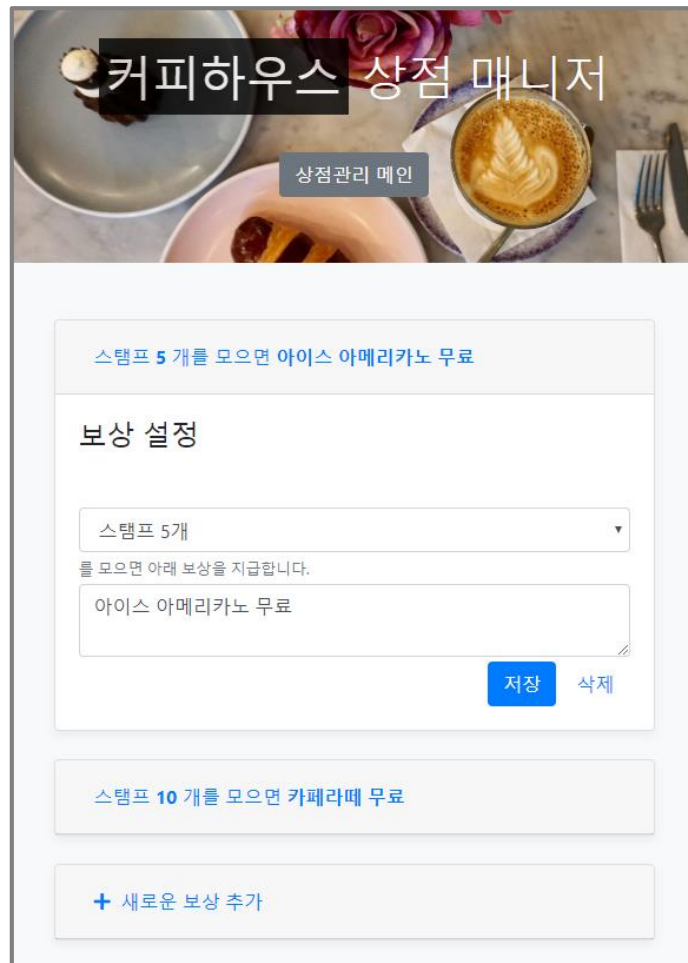 커피하우스 상점 매니저
상점관리 메인
스탬프 5 개를 모으면 아이스 아메리카노 무료
보상 설정
스탬프 5개
를 모으면 아래 보상을 지급합니다.
아이스 아메리카노 무료
저장 삭제
스탬프 10 개를 모으면 카페라떼 무료
+ 새로운 보상 추가